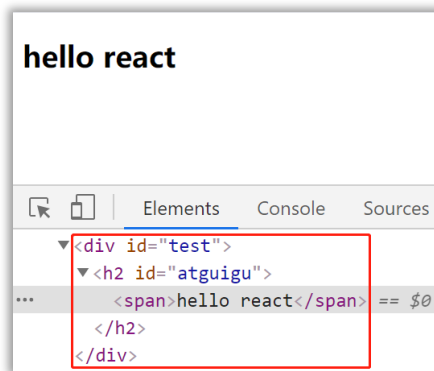 hello react
Elements Console Sources
▼<div id="test">
▼<h2 id="atguigu">
... <span>hello react</span> == $0
</h2>
</div>